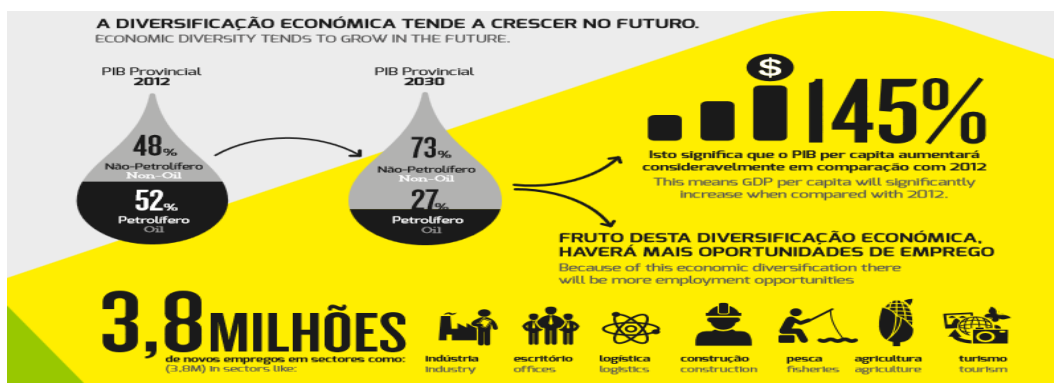 A DIVERSIFICAÇÃO ECONÓMICA TENDE A CRESCER NO FUTURO.
ECONOMIC DIVERSITY TENDS TO GROW IN THE FUTURE.
PIB Provincial
2012
48%
Não-Petrolífero
Non-Oil
52%
Petrolífero
Oil
PIB Provincial
2030
73%
Não-Petrolífero
Non-Oil
27%
Petrolífero
Oil
$
145%
Isto significa que o PIB per capita aumentará
consideravelmente em comparação com 2012
This means GDP per capita will significantly
increase when compared with 2012.
FRUTO DESTA DIVERSIFICAÇÃO ECONÓMICA,
HAVERÁ MAIS OPORTUNIDADES DE EMPREGO
Because of this economic diversification there
will be more employment opportunities
3,8 MILHÕES
de novos empregos em sectores como:
(3,8M) in sectors like:
indústria
industry
escritório
offices
logística
logistics
construção
construction
pesca
fisheries
agricultura
agriculture
turismo
tourism